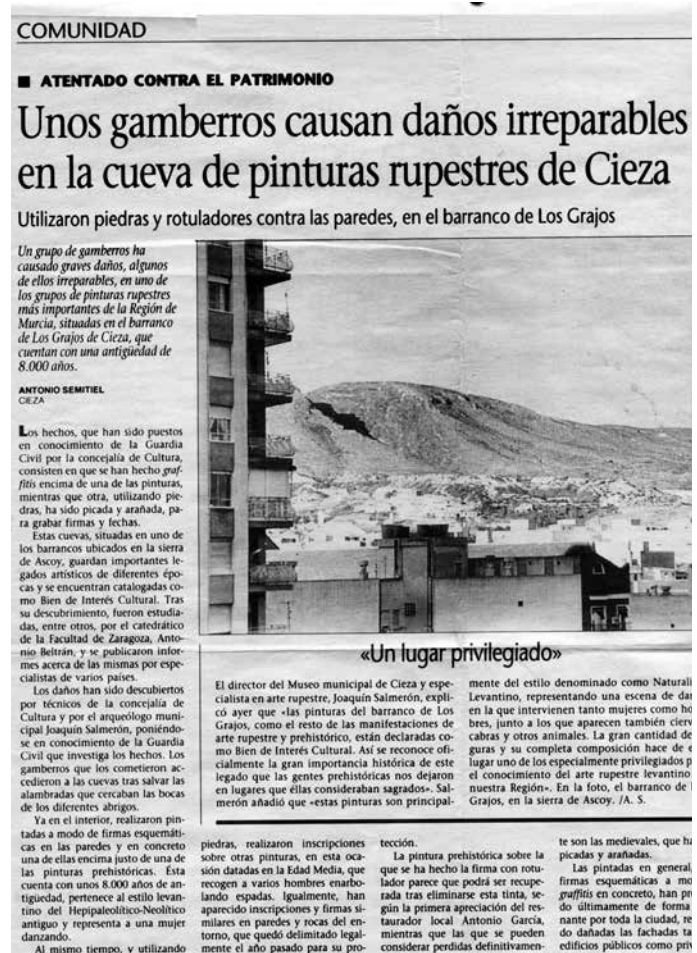 COMUNIDAD
■ ATENTADO CONTRA EL PATRIMONIO
Unos gamberros causan daños irreparables
en la cueva de pinturas rupestres de Cieza
Utilizaron piedras y rotuladores contra las paredes, en el barranco de Los Grajos
Un grupo de gamberros ha
causado graves daños, algunos
de ellos irreparables, en uno de
los grupos de pinturas rupestres
más importantes de la Región de
Murcia, situadas en el barranco
de Los Grajos de Cieza, que
cuentan con una antigüedad de
8.000 años.
ANTONIO SEMITIEL
CIEZA
Los hechos, que han sido puestos
en conocimiento de la Guardia
Civil por la concejalía de Cultura,
consisten en que se han hecho graf-
fitis encima de una de las pinturas,
mientras que otra, utilizando pie-
dras, ha sido picada y arañada, pa-
ra grabar firmas y fechas.
Estas cuevas, situadas en uno de
los barrancos ubicados en la sierra
de Ascoy, guardan importantes le-
gados artísticos de diferentes épo-
cas y se encuentran catalogadas co-
mo Bien de Interés Cultural. Tras
su descubrimiento, fueron estudia-
das, entre otros, por el catedrático
de la Facultad de Zaragoza, Anto-
nio Beltrán, y se publicaron infor-
mes acerca de las mismas por espe-
cialistas de varios países.
Los daños han sido descubiertos
por técnicos de la concejalía de
Cultura y por el arqueólogo muni-
cipal Joaquín Salmerón, poniéndo-
se en conocimiento de la Guardia
Civil que investiga los hechos. Los
gamberros que los cometieron ac-
cedieron a las cuevas tras salvar las
alambradas que cercaban las bocas
de los diferentes abrigos.
Ya en el interior, realizaron pin-
tadas a modo de firmas esquemáti-
cas en las paredes y en concreto
una de ellas encima justo de una de
las pinturas prehistóricas. Ésta
cuenta con unos 8.000 años de an-
tigüedad, pertenece al estilo levan-
tino del Hepipaleolítico-Neolítico
antiguo y representa a una mujer
danzando.
Al mismo tiempo, y utilizando
piedras, realizaron inscripciones
sobre otras pinturas, en esta oca-
sión datadas en la Edad Media, que
recogen a varios hombres enarbo-
lando espadas. Igualmente, han
aparecido inscripciones y firmas si-
milares en paredes y rocas del en-
torno, que quedó delimitado legal-
mente el año pasado para su pro-
tección.
La pintura prehistórica sobre la
que se ha hecho la firma con rotu-
lador parece que podrá ser recupe-
rada tras eliminarse esta tinta, se-
gún la primera apreciación del res-
taurador local Antonio García,
mientras que las que se pueden
considerar perdidas definitivamen-
te son las medievales, que ha
picadas y arañadas.
Las pintadas en general,
firmas esquemáticas a mo
graffitis en concreto, han pro
do últimamente de forma
nante por toda la ciudad, re
do dañadas las fachadas ta
edificios públicos como priv
«Un lugar privilegiado»
El director del Museo municipal de Cieza y espe-
cialista en arte rupestre, Joaquín Salmerón, expli-
có ayer que «las pinturas del barranco de Los
Grajos, como el resto de las manifestaciones de
arte rupestre y prehistórico, están declaradas co-
mo Bien de Interés Cultural. Así se reconoce ofi-
cialmente la gran importancia histórica de este
legado que las gentes prehistóricas nos dejaron
en lugares que éllas consideraban sagrados». Sal-
merón añadió que «estas pinturas son principal-
mente del estilo denominado como Naturali
Levantino, representando una escena de dan
en la que intervienen tanto mujeres como ho
bres, junto a los que aparecen también cierv
cabras y otros animales. La gran cantidad de
guras y su completa composición hace de e
lugar uno de los especialmente privilegiados p
el conocimiento del arte rupestre levantino
nuestra Región». En la foto, el barranco de
Grajos, en la sierra de Ascoy. /A. S.